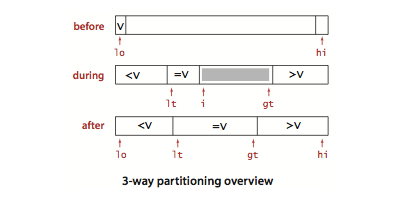 before V
lo hi
during <V =V >V
lt i gt
after <V =V >V
lo lt gt hi
3-way partitioning overview